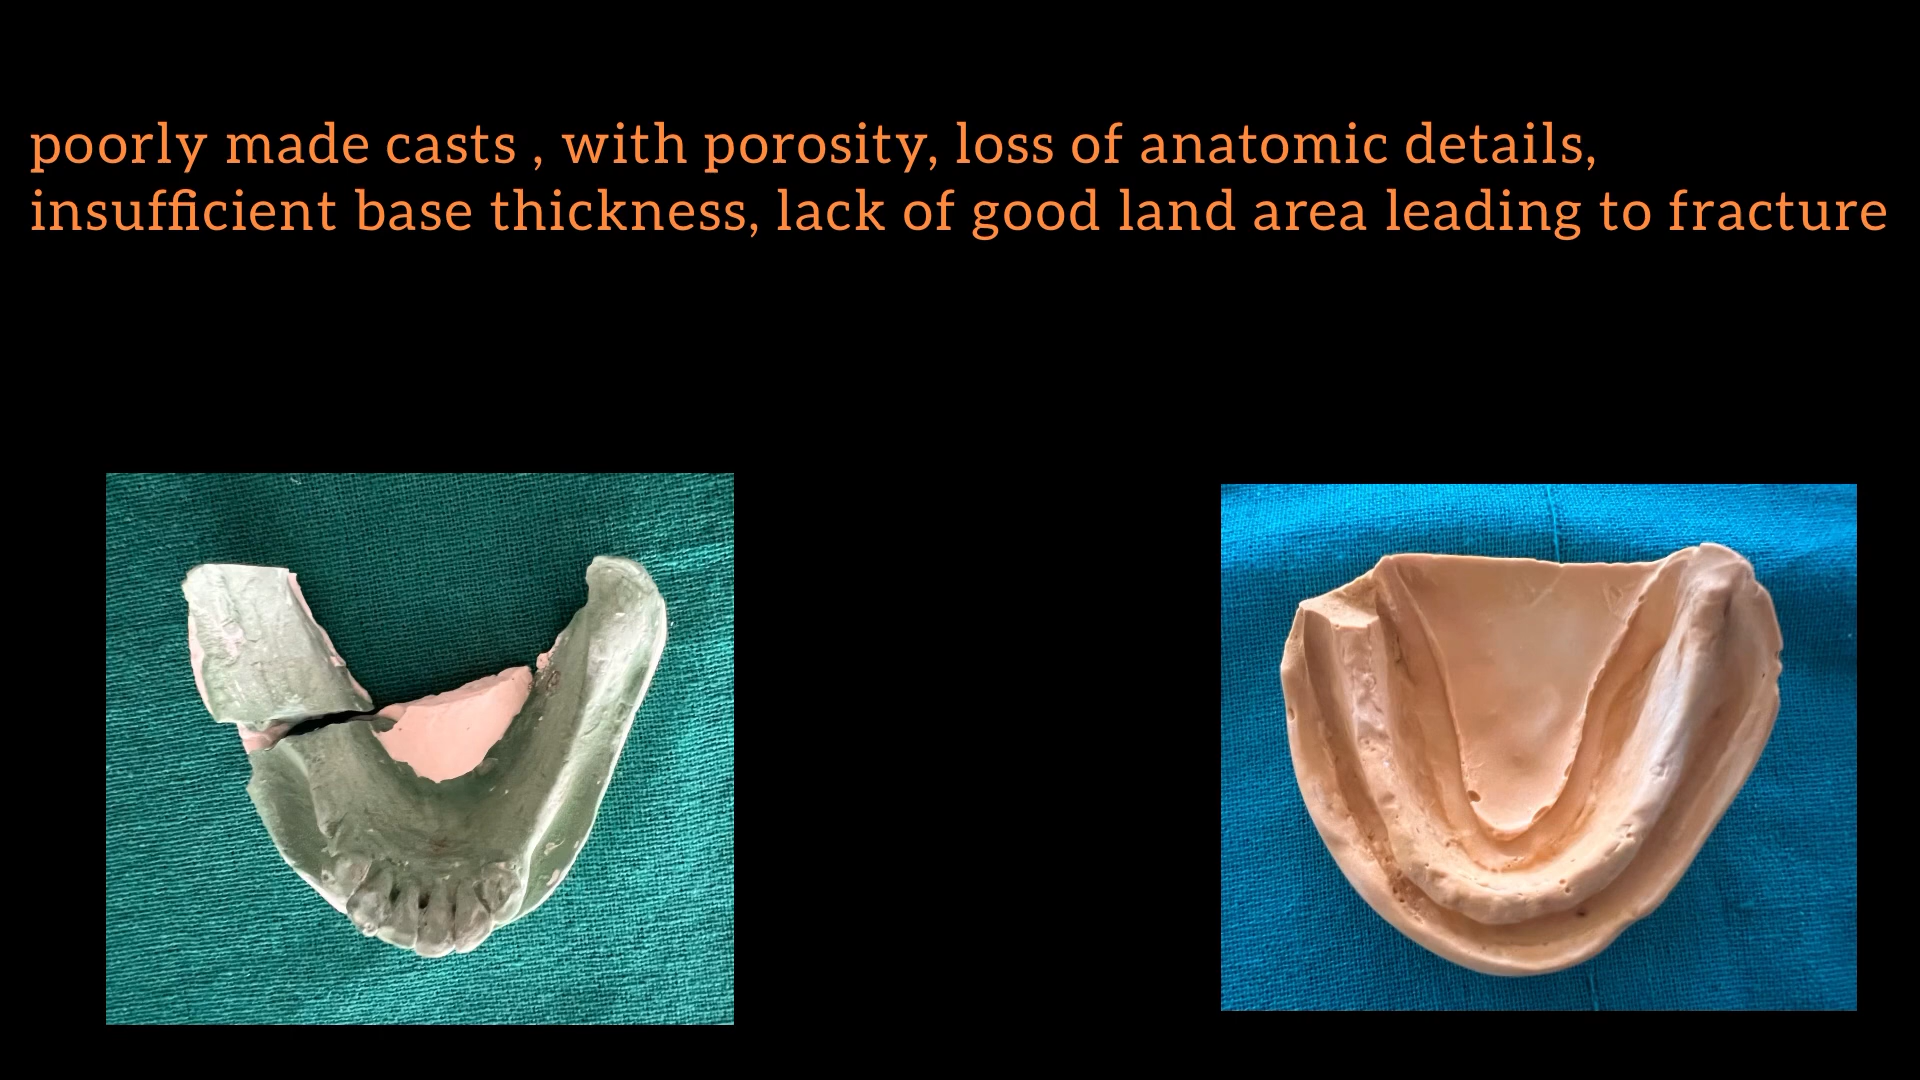 poorly made casts , with porosity, loss of anatomic details,
insufficient base thickness, lack of good land area leading to fracture